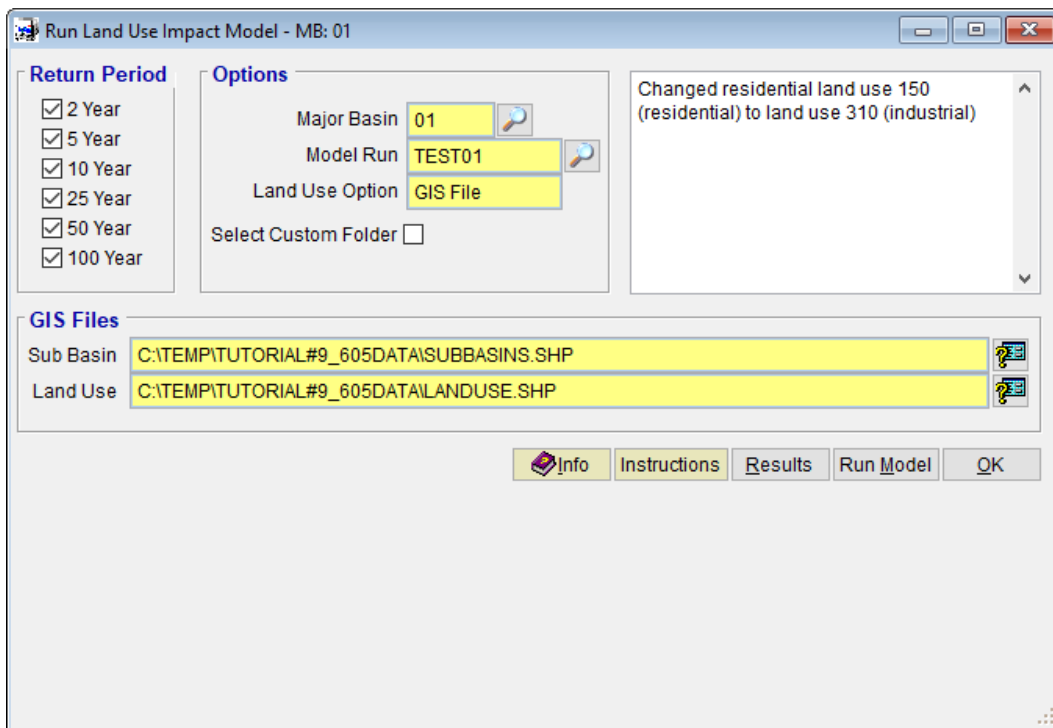 Run Land Use Impact Model - MB: 01
Return Period
2 Year
5 Year
10 Year
25 Year
50 Year
100 Year
Options
Major Basin 01
Model Run TEST01
Land Use Option GIS File
Select Custom Folder
Changed residential land use 150
(residential) to land use 310 (industrial)
GIS Files
Sub Basin C:\TEMP\TUTORIAL#9_605DATA\SUBBASINS.SHP
Land Use C:\TEMP\TUTORIAL#9_605DATA\LANDUSE.SHP
Info Instructions Results Run Model OK